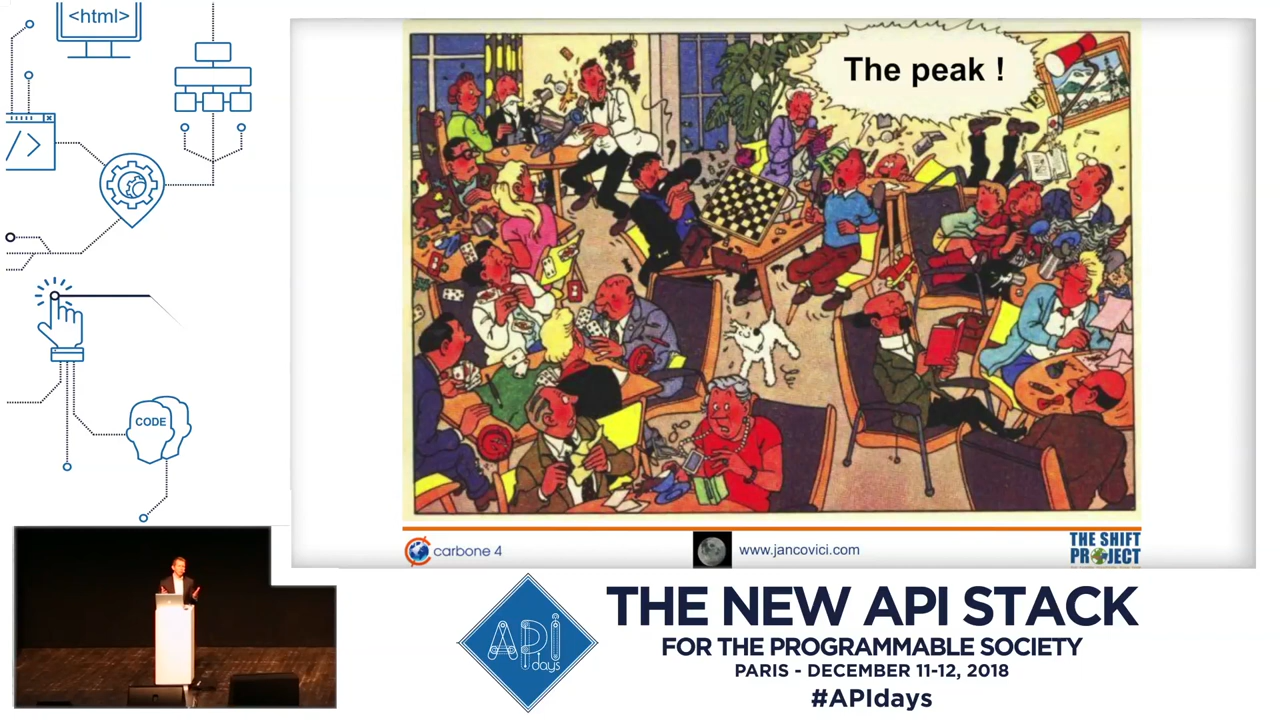 <html>
</>
CODE
The peak !
carbone 4
www.jancovici.com
THE SHIFT
PROJECT
API
days
THE NEW API STACK
FOR THE PROGRAMMABLE SOCIETY
PARIS - DECEMBER 11-12, 2018
#APIdays